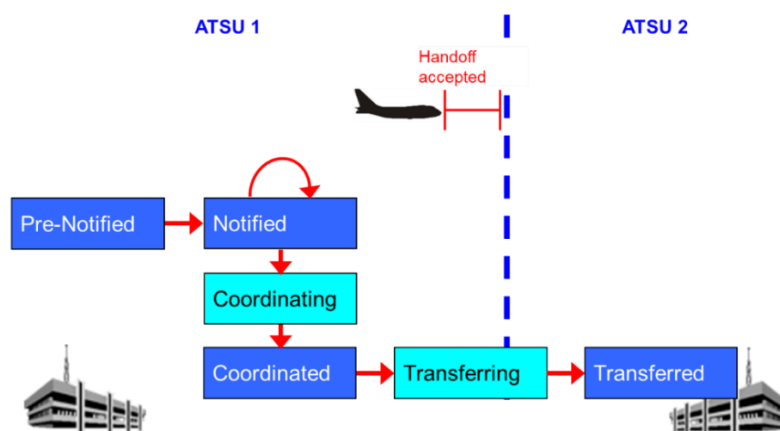 ATSU 1
ATSU 2
Handoff
accepted
Pre-Notified
Notified
Coordinating
Coordinated
Transferring
Transferred